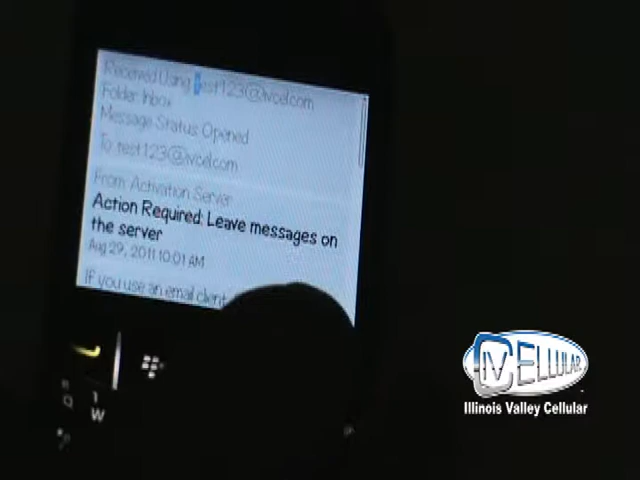 Received Using test123@ivcel.com
Folder Inbox
Message Status Opened
To test123@ivcel.com
From Activation Server
Action Required: Leave messages on
the server
Aug 29, 2011 10:01 AM
If you use an email client
Q
1
W
IV CELLULAR
Illinois Valley Cellular